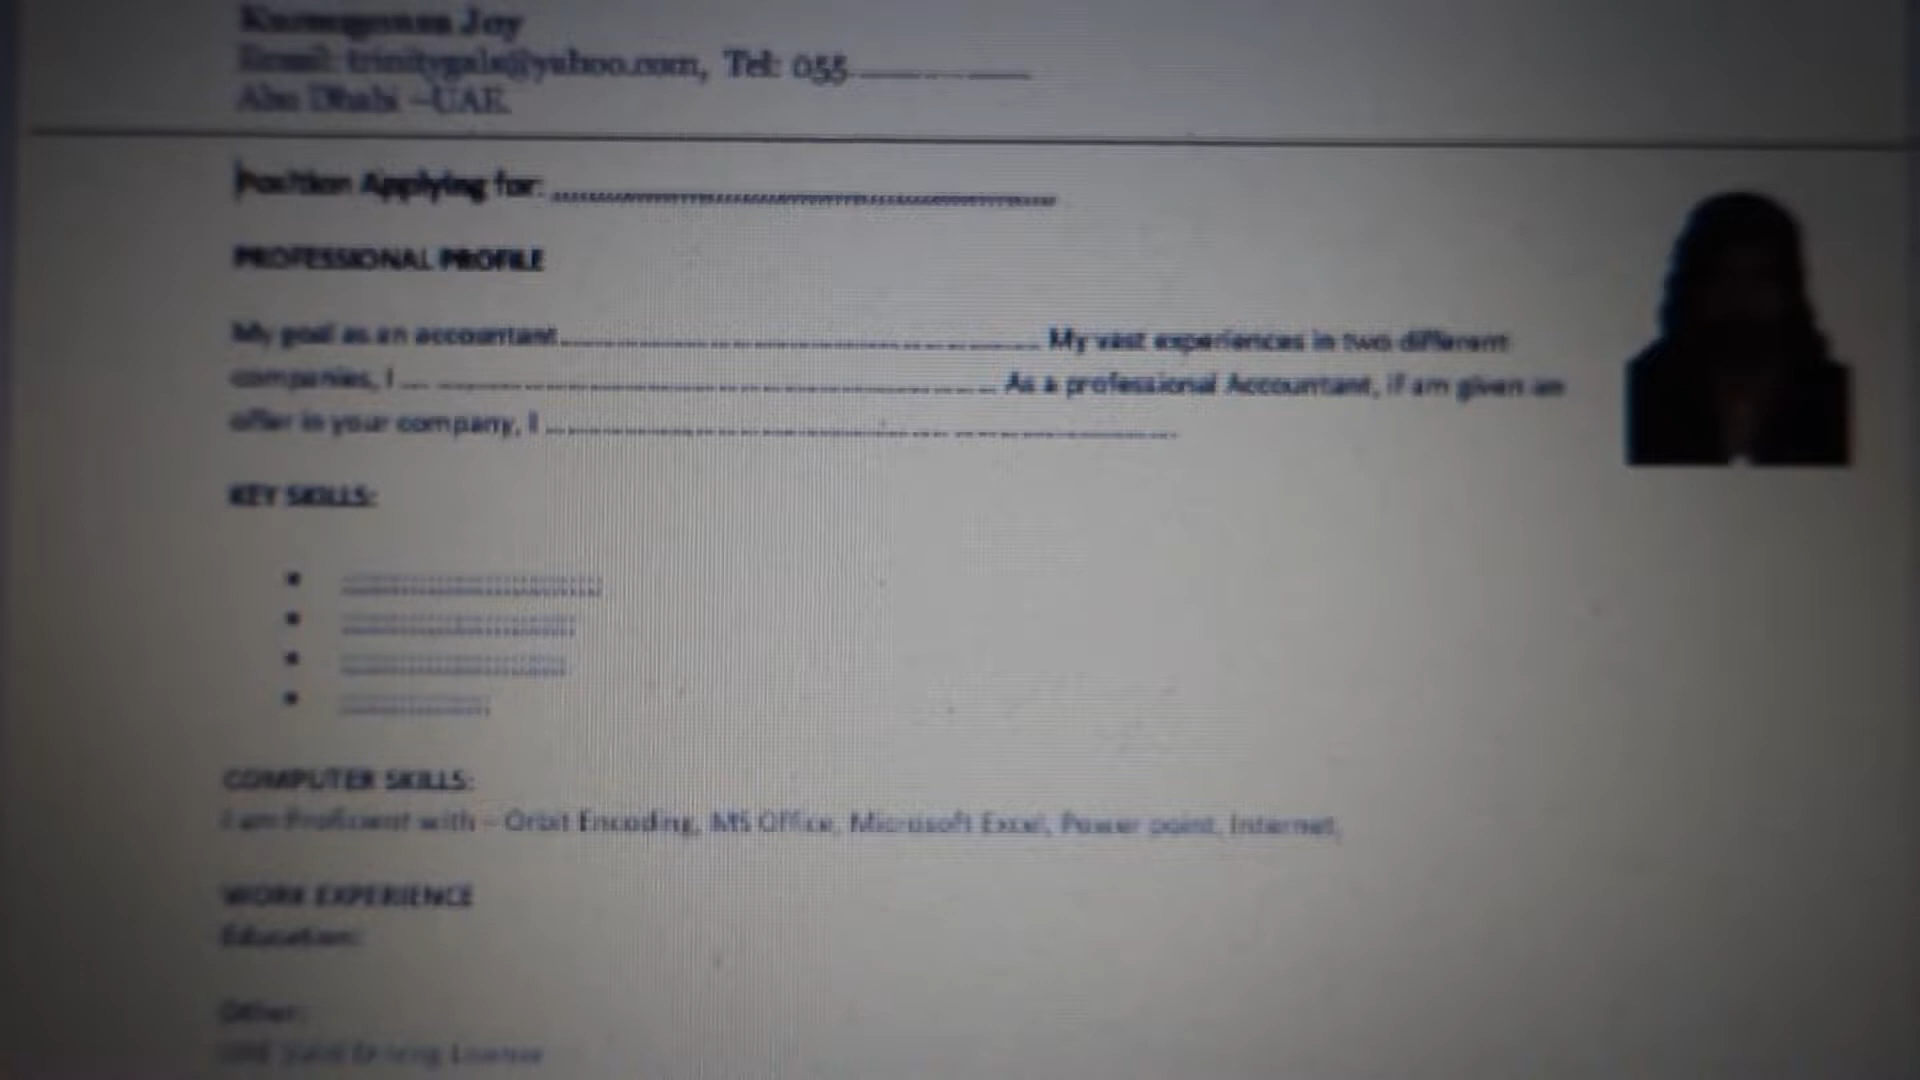 Joy
Email: trinitygals@yahoo.com, Tel: 055..................
Abu Dhabi –UAE.
Position Applying for: ..................................................
PROFESSIONAL PROFILE
My goal as an accountant.................................................. My vast experiences in two different
companies, I .................................................. As a professional Accountant, if am given an
offer in your company, I ..................................................
KEY SKILLS:
COMPUTER SKILLS:
I am Proficient with – Orbit Encoding, MS Office, Microsoft Excel, Power point, Internet,
WORK EXPERIENCE
Education:
Other:
Driving License